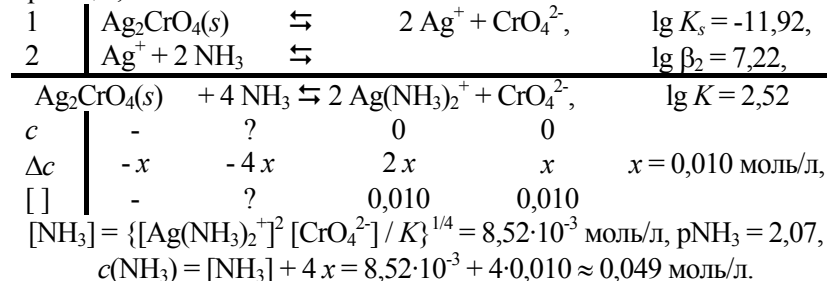 1 Ag₂CrO₄(s) ⇆ 2 Ag⁺ + CrO₄²⁻, lg Kₛ = -11,92,
2 Ag⁺ + 2 NH₃ ⇆ lg β₂ = 7,22,
Ag₂CrO₄(s) + 4 NH₃ ⇆ 2 Ag(NH₃)₂⁺ + CrO₄²⁻, lg K = 2,52
c - ? 0 0
Δc - x - 4 x 2 x x x = 0,010 моль/л,
[ ] - ? 0,010 0,010
[NH₃] = {[Ag(NH₃)₂⁺]² [CrO₄²⁻] / K}¹ᐟ⁴ = 8,52·10⁻³ моль/л, pNH₃ = 2,07,
c(NH₃) = [NH₃] + 4 x = 8,52·10⁻³ + 4·0,010 ≈ 0,049 моль/л.